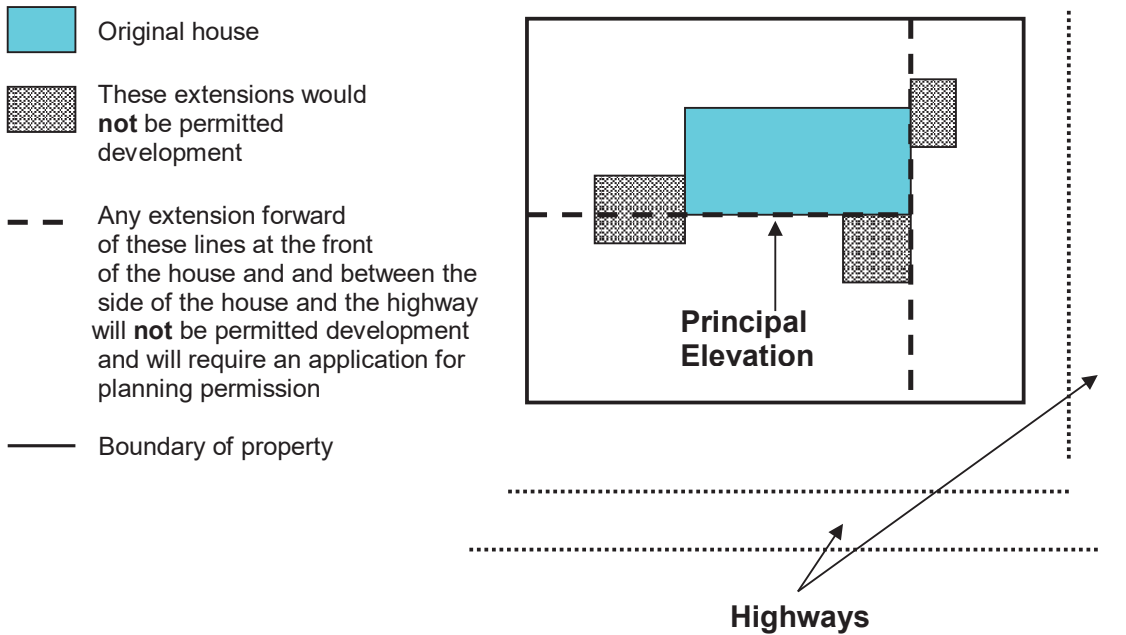 Original house
These extensions would
not be permitted
development
Any extension forward
of these lines at the front
of the house and and between the
side of the house and the highway
will not be permitted development
and will require an application for
planning permission
Boundary of property
Principal
Elevation
Highways